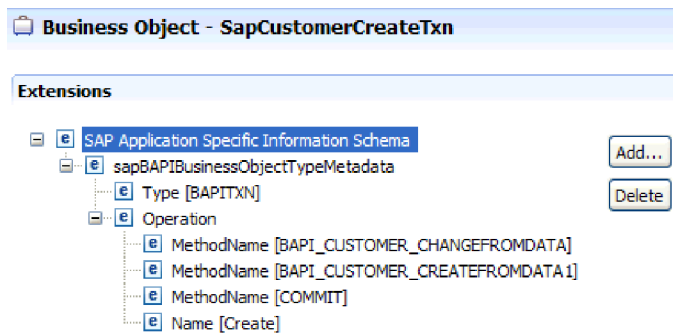 Business Object - SapCustomerCreateTxn
Extensions
e SAP Application Specific Information Schema
Add...
e sapBAPIBusinessObjectTypeMetadata
e Type [BAPITXN]
Delete
e Operation
e MethodName [BAPI_CUSTOMER_CHANGEFROMDATA]
e MethodName [BAPI_CUSTOMER_CREATEFROMDATA1]
e MethodName [COMMIT]
e Name [Create]